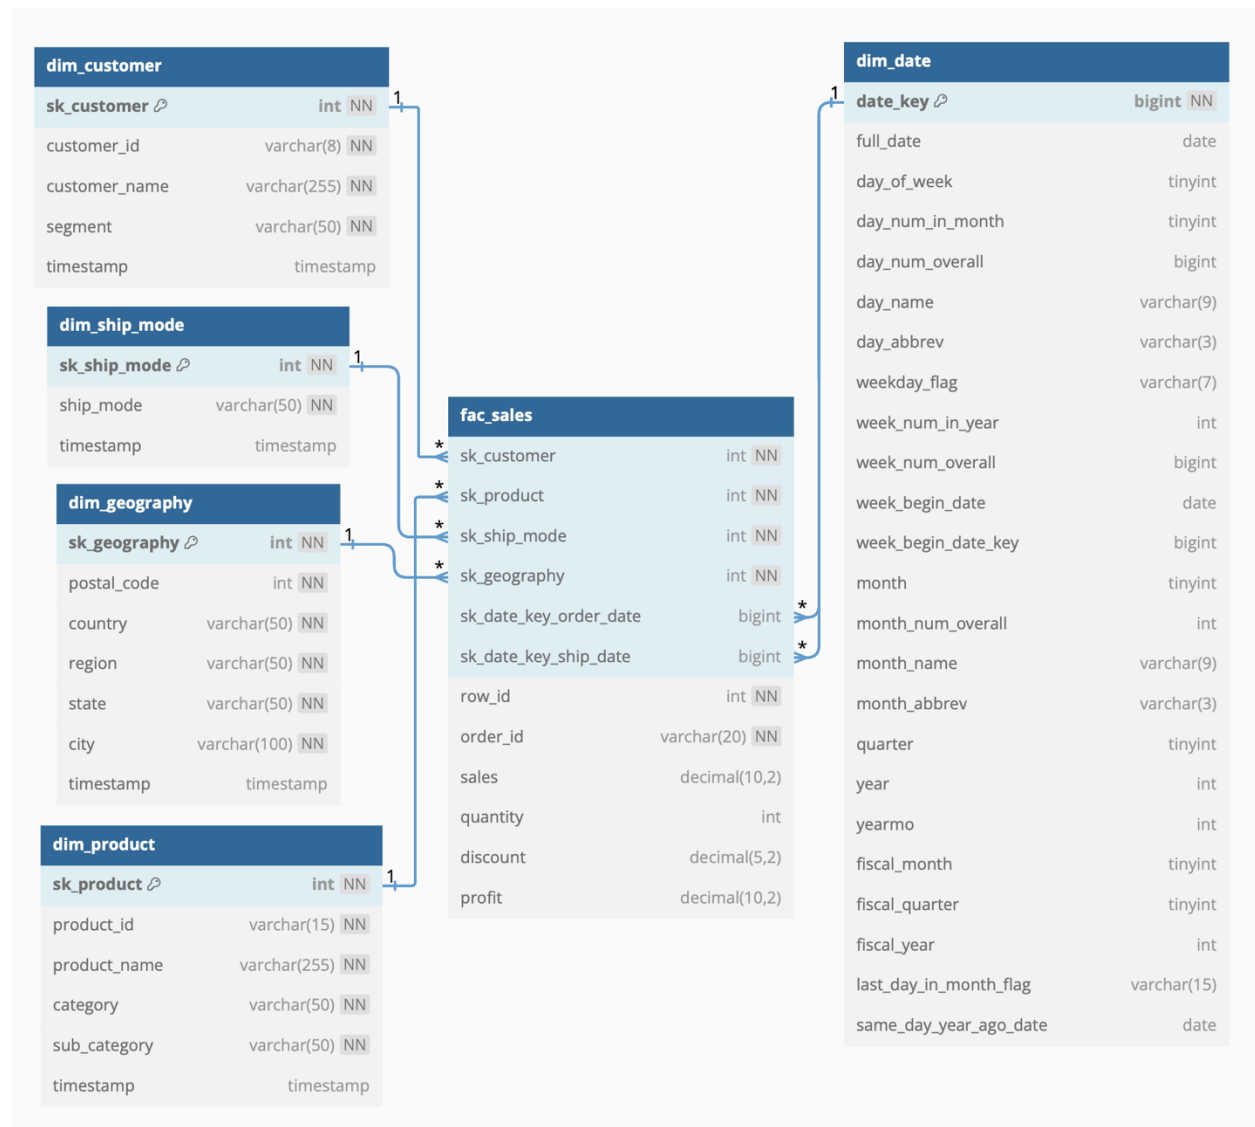 dim_customer
sk_customer int NN
customer_id varchar(8) NN
customer_name varchar(255) NN
segment varchar(50) NN
timestamp timestamp
1
dim_ship_mode
sk_ship_mode int NN
ship_mode varchar(50) NN
timestamp timestamp
1
dim_geography
sk_geography int NN
postal_code int NN
country varchar(50) NN
region varchar(50) NN
state varchar(50) NN
city varchar(100) NN
timestamp timestamp
1
dim_product
sk_product int NN
product_id varchar(15) NN
product_name varchar(255) NN
category varchar(50) NN
sub_category varchar(50) NN
timestamp timestamp
1
fac_sales
* sk_customer int NN
* sk_product int NN
* sk_ship_mode int NN
* sk_geography int NN
sk_date_key_order_date bigint *
sk_date_key_ship_date bigint *
row_id int NN
order_id varchar(20) NN
sales decimal(10,2)
quantity int
discount decimal(5,2)
profit decimal(10,2)
dim_date
1 date_key bigint NN
full_date date
day_of_week tinyint
day_num_in_month tinyint
day_num_overall bigint
day_name varchar(9)
day_abbrev varchar(3)
weekday_flag varchar(7)
week_num_in_year int
week_num_overall bigint
week_begin_date date
week_begin_date_key bigint
month tinyint
month_num_overall int
month_name varchar(9)
month_abbrev varchar(3)
quarter tinyint
year int
yearmo int
fiscal_month tinyint
fiscal_quarter tinyint
fiscal_year int
last_day_in_month_flag varchar(15)
same_day_year_ago_date date